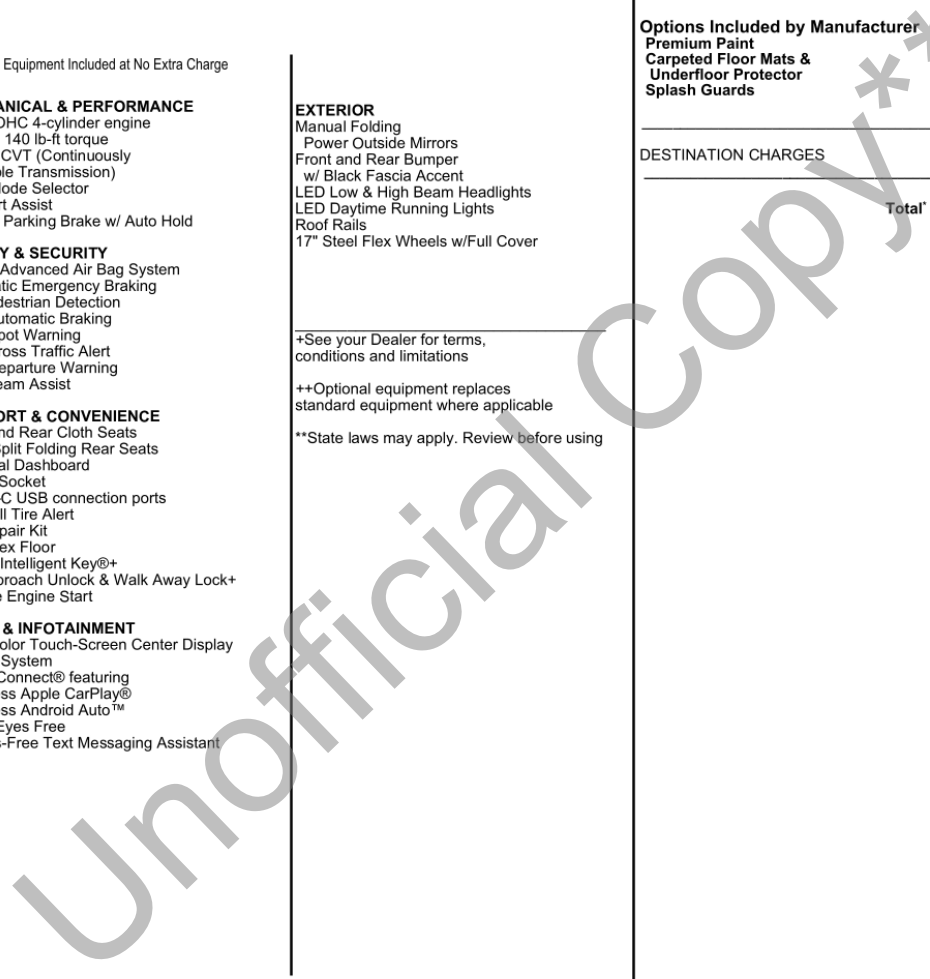 Equipment Included at No Extra Charge
ANICAL & PERFORMANCE
OHC 4-cylinder engine
140 lb-ft torque
CVT (Continuously
le Transmission)
ode Selector
rt Assist
Parking Brake w/ Auto Hold
Y & SECURITY
Advanced Air Bag System
tic Emergency Braking
destrian Detection
utomatic Braking
pot Warning
ross Traffic Alert
eparture Warning
eam Assist
ORT & CONVENIENCE
nd Rear Cloth Seats
plit Folding Rear Seats
al Dashboard
Socket
-C USB connection ports
ll Tire Alert
pair Kit
ex Floor
Intelligent Key®+
proach Unlock & Walk Away Lock+
e Engine Start
& INFOTAINMENT
olor Touch-Screen Center Display
System
Connect® featuring
ss Apple CarPlay®
ss Android Auto™
Eyes Free
s-Free Text Messaging Assistant
EXTERIOR
Manual Folding
Power Outside Mirrors
Front and Rear Bumper
w/ Black Fascia Accent
LED Low & High Beam Headlights
LED Daytime Running Lights
Roof Rails
17" Steel Flex Wheels w/Full Cover
+See your Dealer for terms,
conditions and limitations
++Optional equipment replaces
standard equipment where applicable
**State laws may apply. Review before using
Options Included by Manufacturer
Premium Paint
Carpeted Floor Mats &
Underfloor Protector
Splash Guards
DESTINATION CHARGES
Total*
Unofficial Copy**